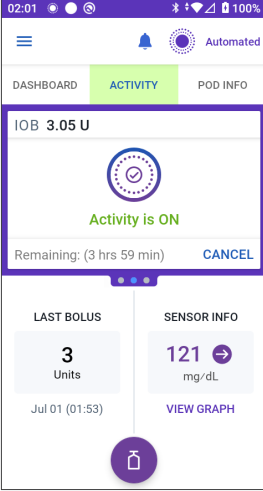 02:01 100%
Automated
DASHBOARD ACTIVITY POD INFO
IOB 3.05 U
Activity is ON
Remaining: (3 hrs 59 min) CANCEL
LAST BOLUS SENSOR INFO
3 121
Units mg/dL
Jul 01 (01:53) VIEW GRAPH